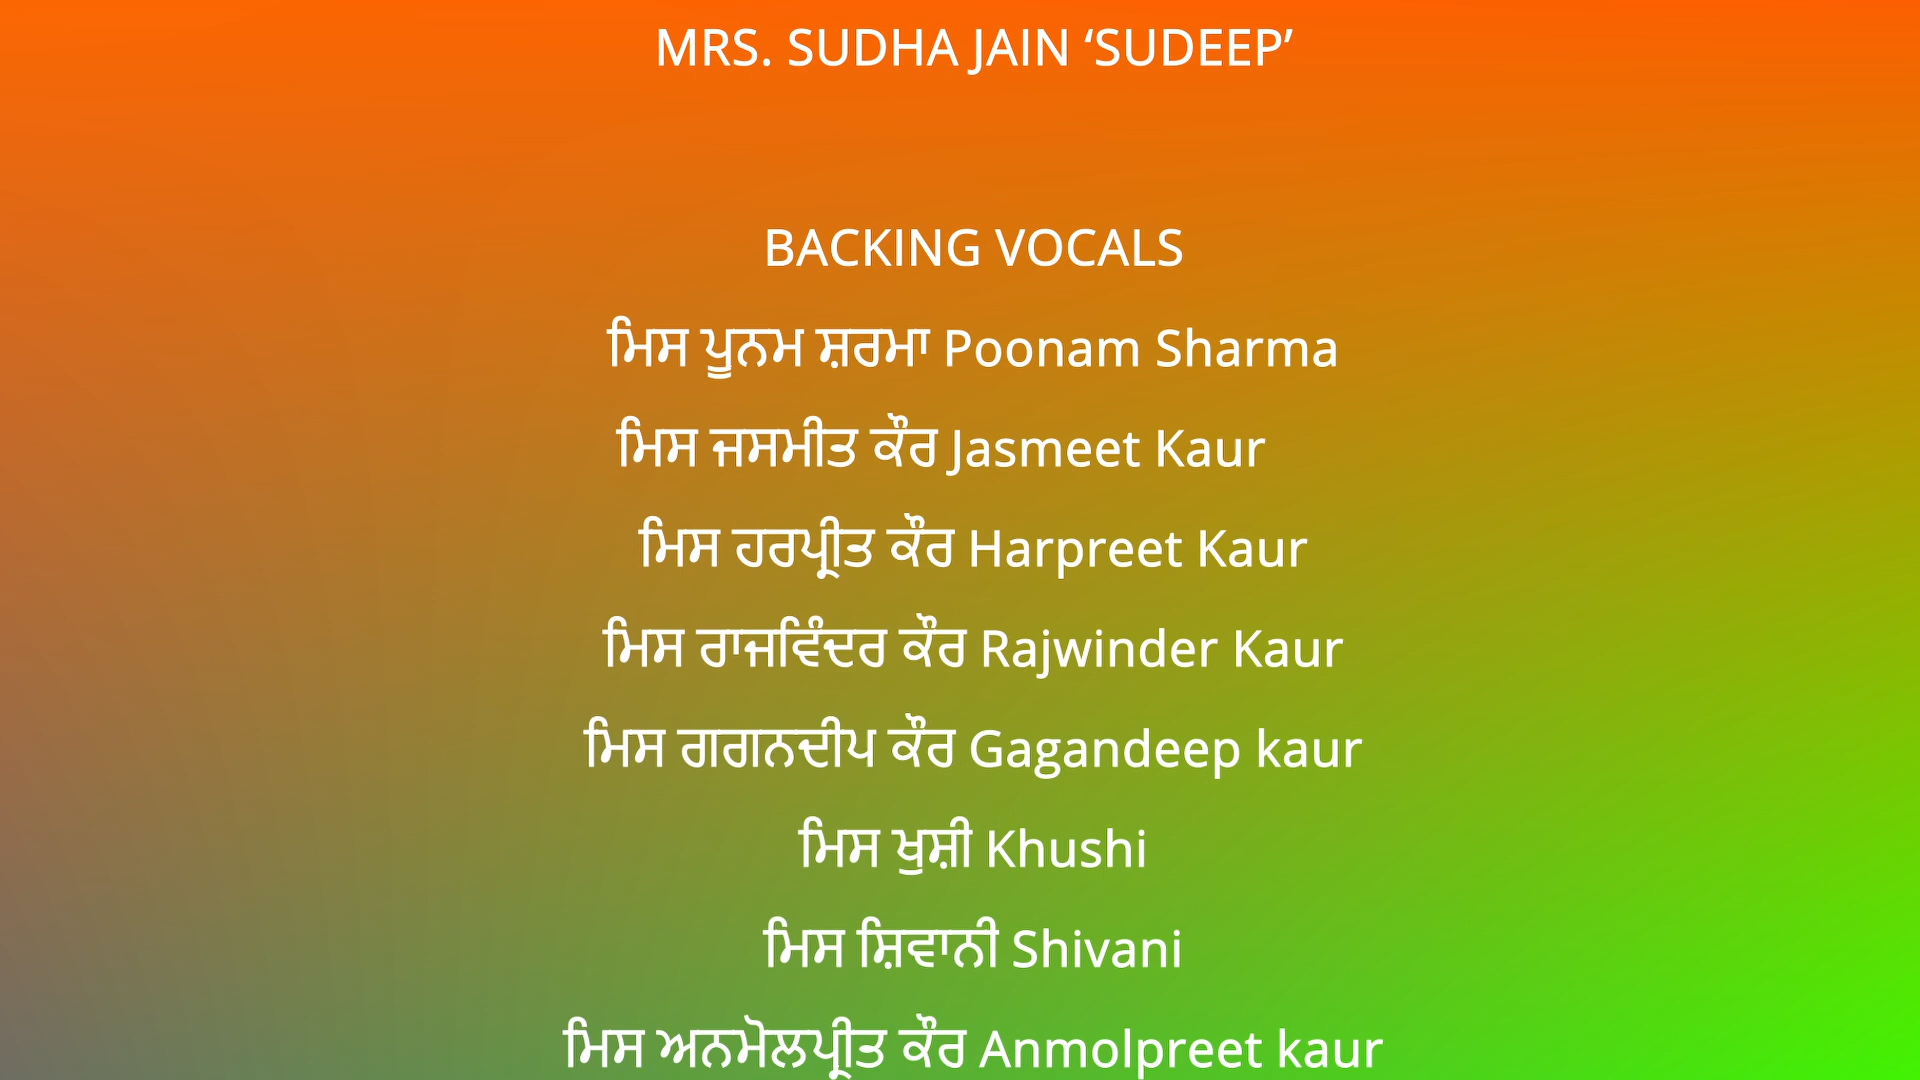 MRS. SUDHA JAIN ‘SUDEEP’
BACKING VOCALS
ਮਿਸ ਪੂਨਮ ਸ਼ਰਮਾ Poonam Sharma
ਮਿਸ ਜਸਮੀਤ ਕੌਰ Jasmeet Kaur
ਮਿਸ ਹਰਪ੍ਰੀਤ ਕੌਰ Harpreet Kaur
ਮਿਸ ਰਾਜਵਿੰਦਰ ਕੌਰ Rajwinder Kaur
ਮਿਸ ਗਗਨਦੀਪ ਕੌਰ Gagandeep kaur
ਮਿਸ ਖੁਸ਼ੀ Khushi
ਮਿਸ ਸ਼ਿਵਾਨੀ Shivani
ਮਿਸ ਅਨਮੋਲਪ੍ਰੀਤ ਕੌਰ Anmolpreet kaur